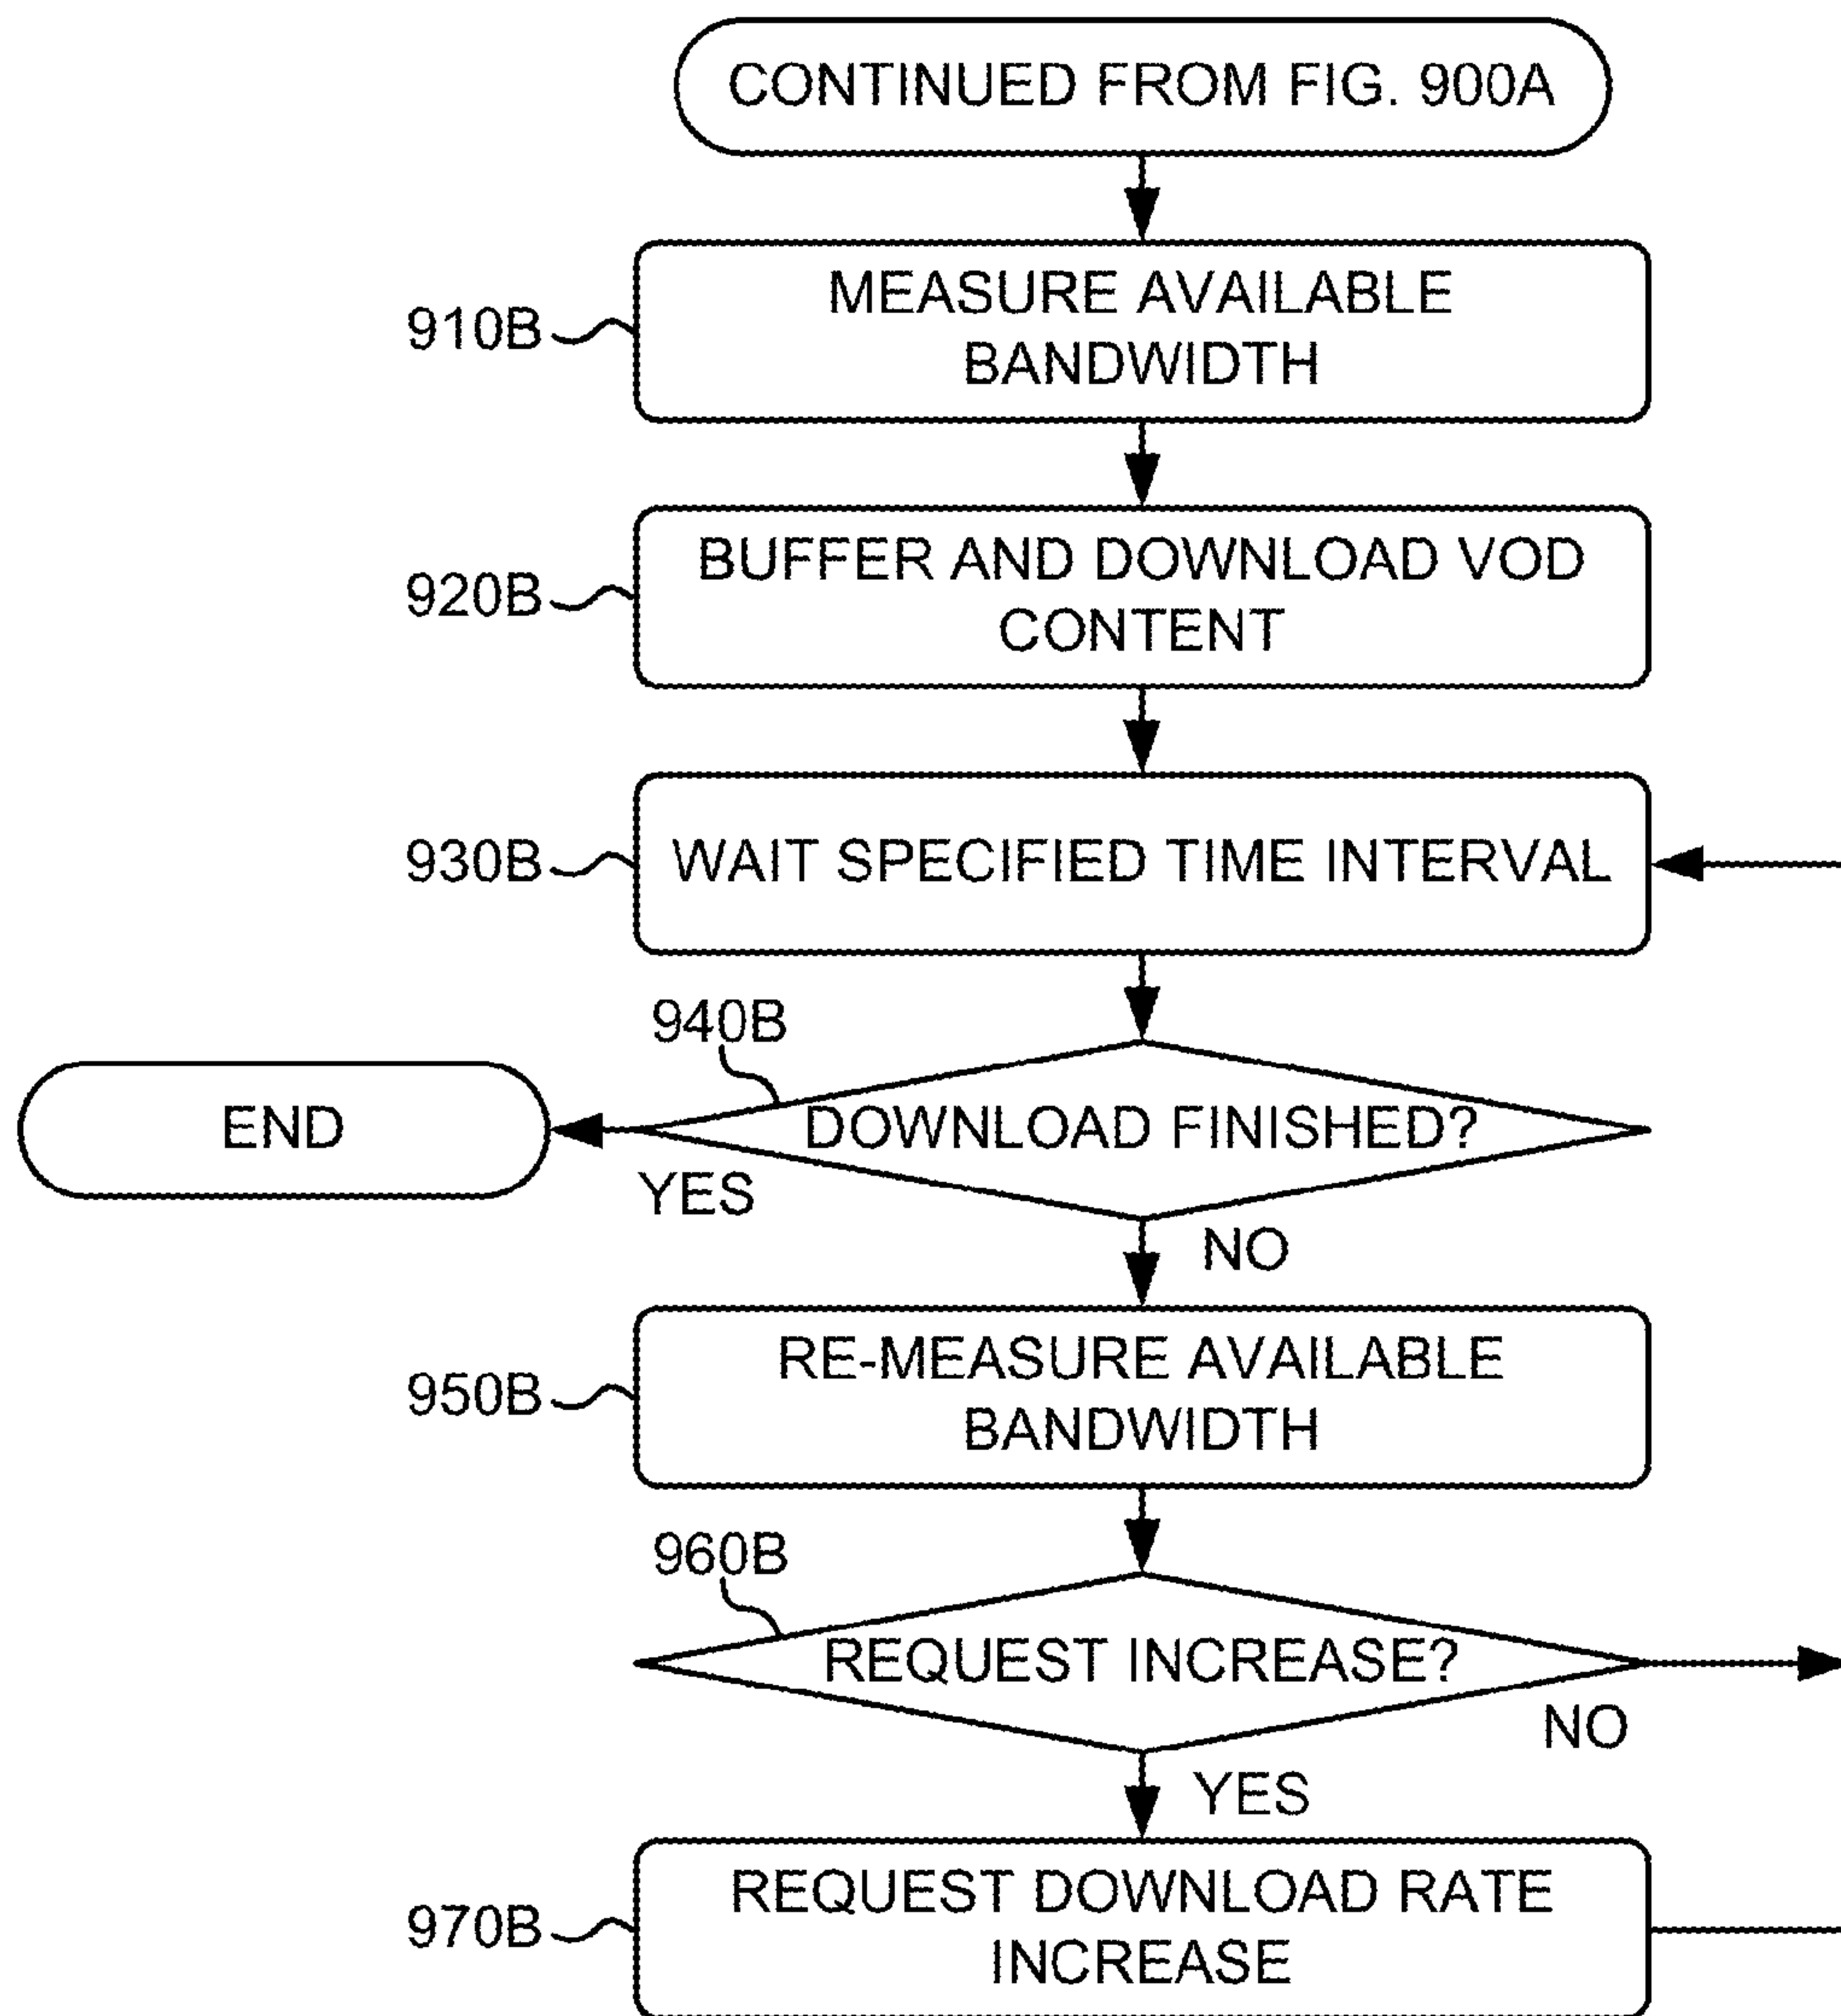 CONTINUED FROM FIG. 900A
MEASURE AVAILABLE
BANDWIDTH
910B
BUFFER AND DOWNLOAD VOD
CONTENT
920B
WAIT SPECIFIED TIME INTERVAL
930B
940B
DOWNLOAD FINISHED?
END
YES
NO
RE-MEASURE AVAILABLE
BANDWIDTH
950B
960B
REQUEST INCREASE?
NO
YES
REQUEST DOWNLOAD RATE
INCREASE
970B